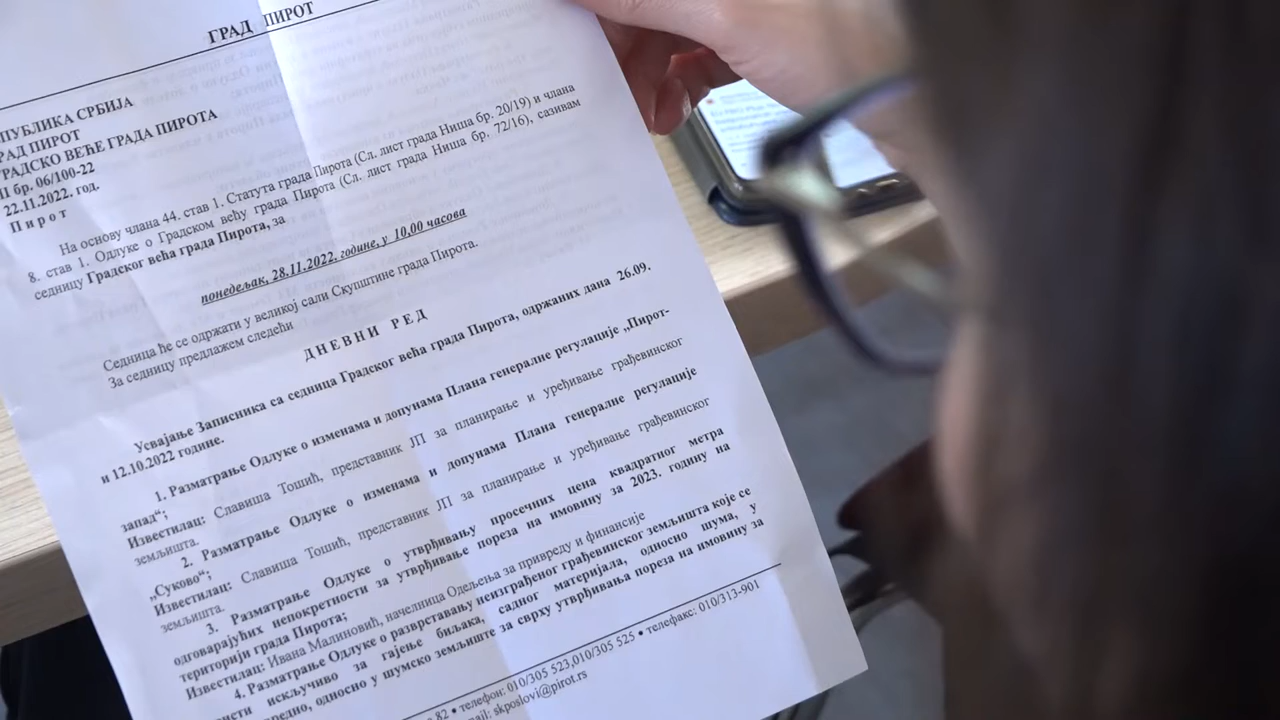 ГРАД ПИРОТ
ПУБЛИКА СРБИЈА
РАД ПИРОТ
ГРАДСКО ВЕЋЕ ГРАДА ПИРОТА
бр. 06/100-22
22.11.2022. год.
П и р о т
На основу члана 44. став 1. Статута града Пирота (Сл. лист града Ниша бр. 20/19) и члана
8. став 1. Одлуке о Градском већу града Пирота (Сл. лист града Ниша бр. 72/16), сазивам
седницу Градског већа града Пирота, за
понедељак, 28.11.2022. године, у 10,00 часова
Седница ће се одржати у великој сали Скупштине града Пирота.
За седницу предлажем следећи
Д Н Е В Н И Р Е Д
Усвајање Записника са седница Градског већа града Пирота, одржаних дана 26.09.
и 12.10.2022 године.
1. Разматрање Одлуке о изменама и допунама Плана генералне регулације „Пирот-
запад“;
Известилац: Славиша Тошић, представник ЈП за планирање и уређивање грађевинског
земљишта.
2. Разматрање Одлуке о изменама и допунама Плана генералне регулације
„Суково“;
Известилац: Славиша Тошић, представник ЈП за планирање и уређивање грађевинског
земљишта.
3. Разматрање Одлуке о утврђивању просечних цена квадратног метра
одговарајућих непокретности за утврђивање пореза на имовину за 2023. годину на
територији града Пирота;
Известилац: Ивана Малиновић, начелница Одељења за привреду и финансије
4. Разматрање Одлуке о разврставању неизграђеног грађевинског земљишта које се
исти искључиво за гајење биљака, садног материјала, односно шума, у
вредно, односно у шумско земљиште за сврху утврђивања пореза на имовину за
82 • телефон: 010/305 523,010/305 525 • телефакс: 010/313-901
mail: skposlovi@pirot.rs